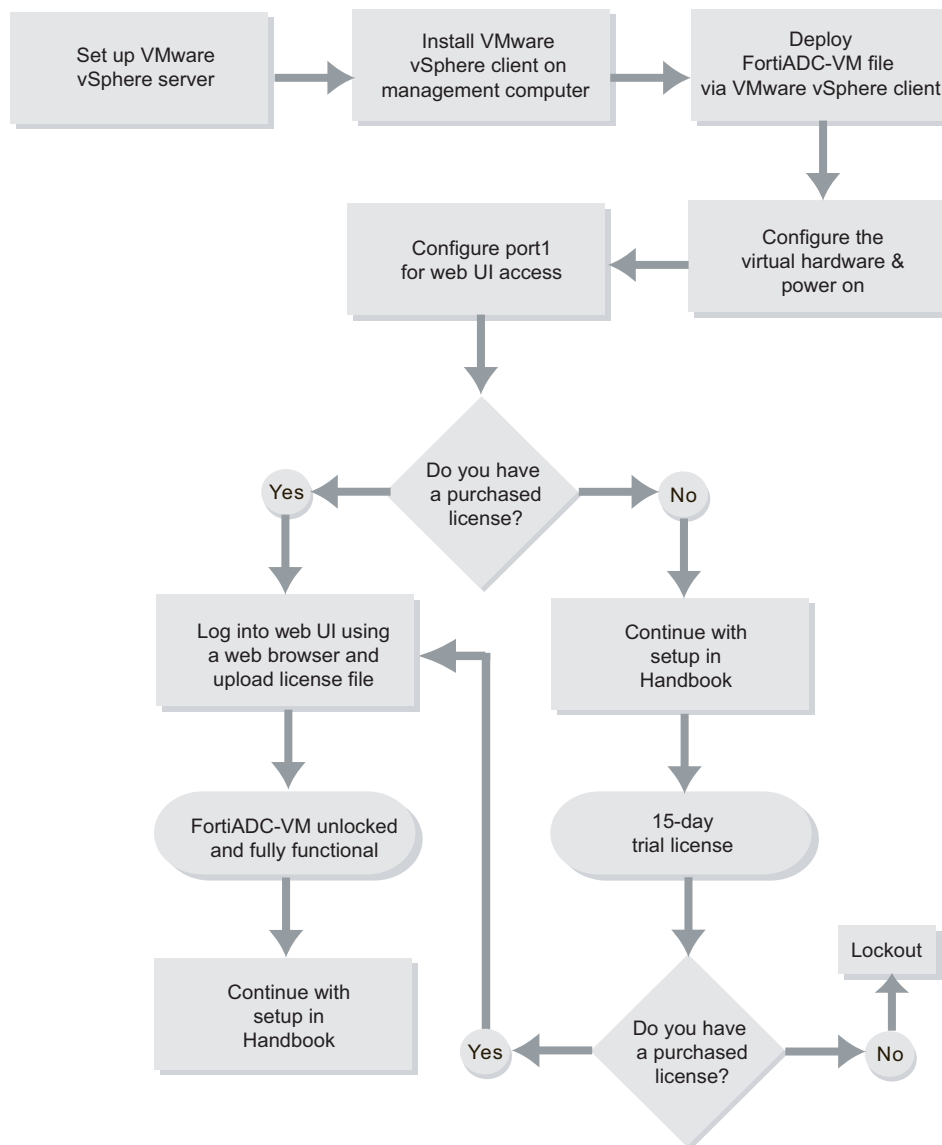 Set up VMware
vSphere server
Install VMware
vSphere client on
management computer
Deploy
FortiADC-VM file
via VMware vSphere client
Configure the
virtual hardware &
power on
Configure port1
for web UI access
Do you have
a purchased
license?
Yes
No
Log into web UI using
a web browser and
upload license file
Continue with
setup in
Handbook
FortiADC-VM unlocked
and fully functional
15-day
trial license
Continue with
setup in
Handbook
Do you have
a purchased
license?
Yes
No
Lockout